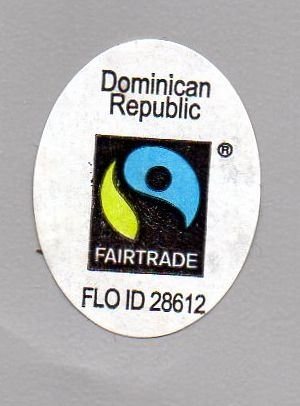 Dominican
Republic
®
FAIRTRADE
FLO ID 28612